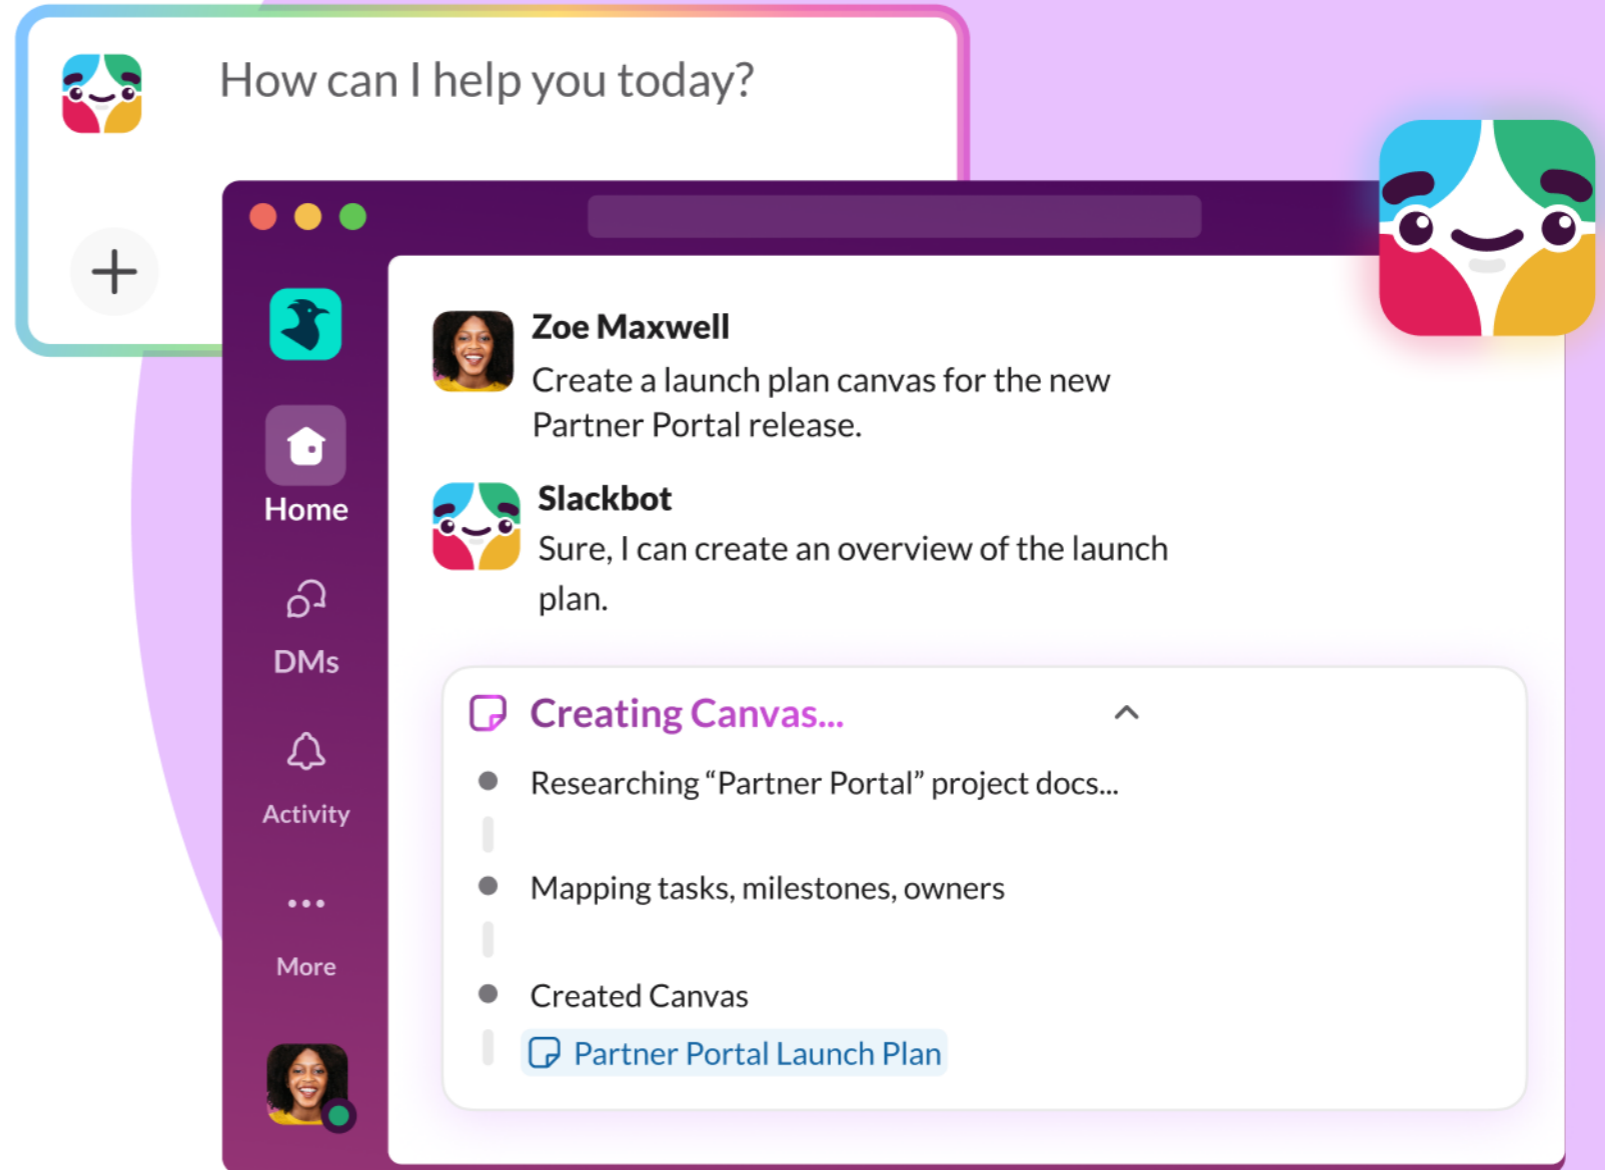 How can I help you today?
Home
DMs
Activity
More
Zoe Maxwell
Create a launch plan canvas for the new
Partner Portal release.
Slackbot
Sure, I can create an overview of the launch
plan.
Creating Canvas...
Researching “Partner Portal” project docs...
Mapping tasks, milestones, owners
Created Canvas
Partner Portal Launch Plan